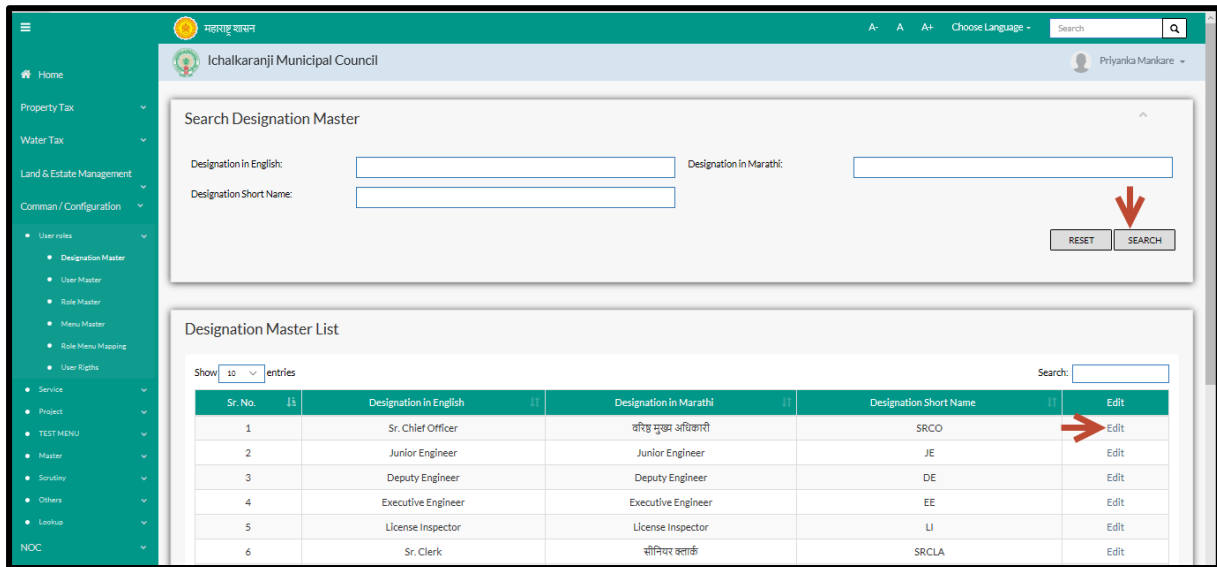 महाराष्ट्र शासन
A- A A+ Choose Language
Search
Ichalkaranji Municipal Council
Priyanka Mankare
Home
Property Tax
Water Tax
Land & Estate Management
Comman / Configuration
User roles
Designation Master
User Master
Role Master
Menu Master
Role Menu Mapping
User Rigths
Service
Project
TEST MENU
Master
Scrutiny
Others
Lookup
NOC
Search Designation Master
Designation in English: Designation in Marathi:
Designation Short Name:
RESET SEARCH
Designation Master List
Show 10 entries Search:
Sr. No. Designation in English Designation in Marathi Designation Short Name Edit
1 Sr. Chief Officer वरिष्ठ मुख्य अधिकारी SRCO Edit
2 Junior Engineer Junior Engineer JE Edit
3 Deputy Engineer Deputy Engineer DE Edit
4 Executive Engineer Executive Engineer EE Edit
5 License Inspector License Inspector LI Edit
6 Sr. Clerk सीनियर क्लार्क SRCLA Edit